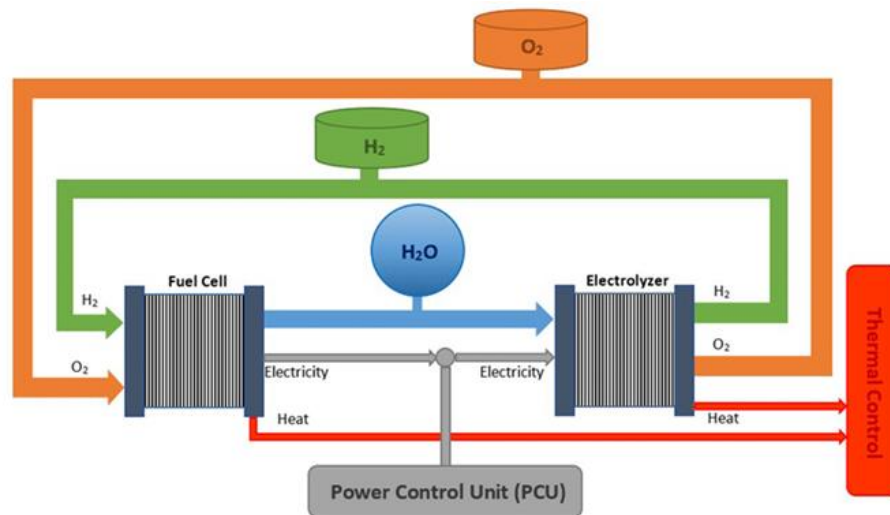 O₂
H₂
H₂O
Fuel Cell
Electrolyzer
H₂
H₂
O₂
O₂
Electricity
Electricity
Heat
Heat
Thermal Control
Power Control Unit (PCU)